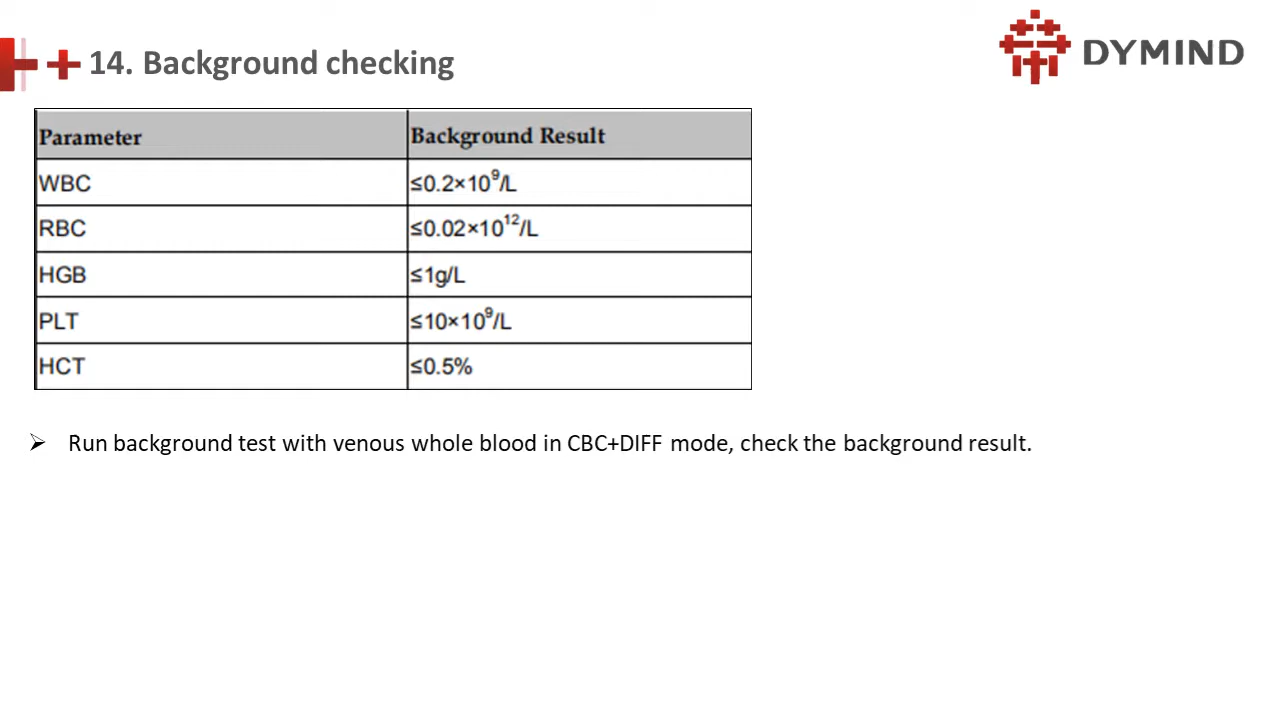 14. Background checking
DYMIND
Parameter Background Result
WBC ≤0.2×10⁹/L
RBC ≤0.02×10¹²/L
HGB ≤1g/L
PLT ≤10×10⁹/L
HCT ≤0.5%
➢ Run background test with venous whole blood in CBC+DIFF mode, check the background result.